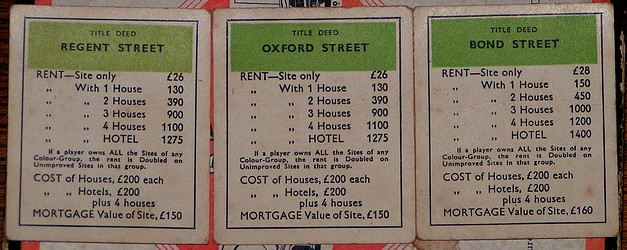 TITLE DEED
REGENT STREET
RENT—Site only £26
„ With 1 House 130
„ „ 2 Houses 390
„ „ 3 Houses 900
„ „ 4 Houses 1100
„ „ HOTEL 1275
If a player owns ALL the Sites of any
Colour-Group, the rent is Doubled on
Unimproved Sites in that group.
COST of Houses, £200 each
„ „ Hotels, £200
plus 4 houses
MORTGAGE Value of Site, £150
TITLE DEED
OXFORD STREET
RENT—Site only £26
„ With 1 House 130
„ „ 2 Houses 390
„ „ 3 Houses 900
„ „ 4 Houses 1100
„ „ HOTEL 1275
If a player owns ALL the Sites of any
Colour-Group, the rent is Doubled on
Unimproved Sites in that group.
COST of Houses, £200 each
„ „ Hotels, £200
plus 4 houses
MORTGAGE Value of Site, £150
TITLE DEED
BOND STREET
RENT—Site only £28
„ With 1 House 150
„ „ 2 Houses 450
„ „ 3 Houses 1000
„ „ 4 Houses 1200
„ „ HOTEL 1400
If a player owns ALL the Sites of any
Colour-Group, the rent is Doubled on
Unimproved Sites in that group.
COST of Houses, £200 each
„ „ Hotels, £200
plus 4 houses
MORTGAGE Value of Site, £160